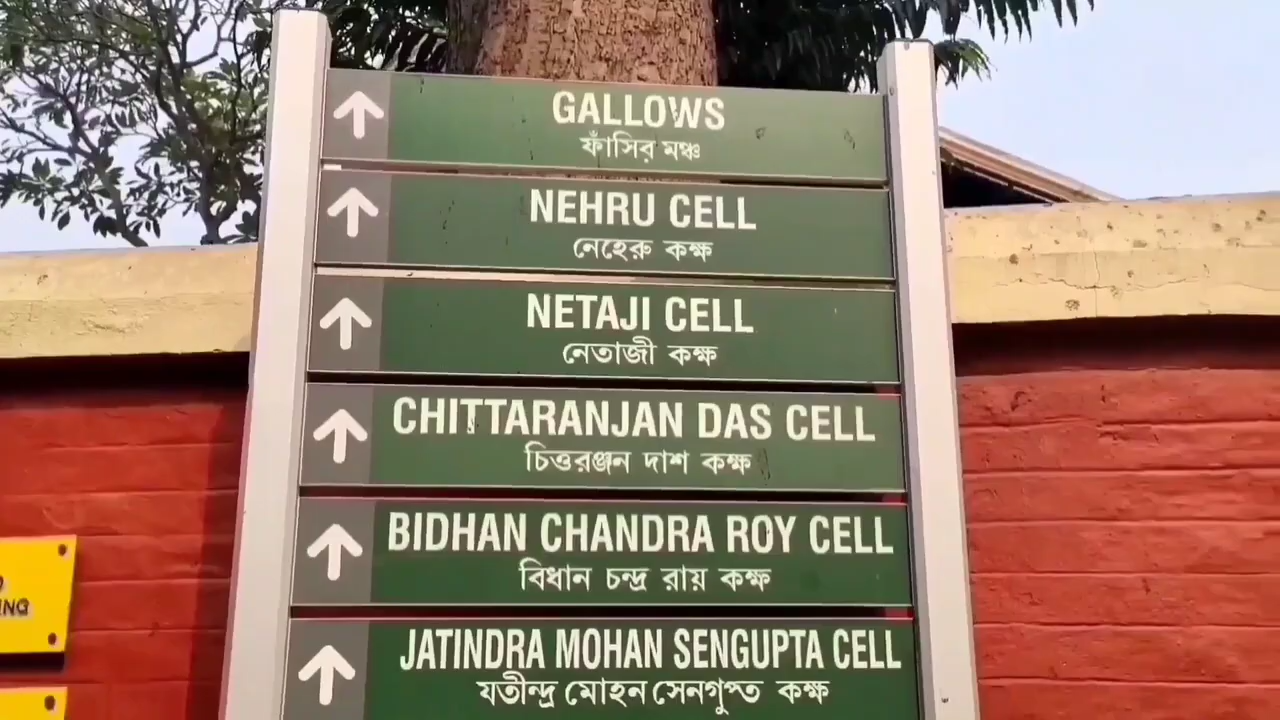 GALLOWS
ফাঁসির মঞ্চ
NEHRU CELL
নেহেরু কক্ষ
NETAJI CELL
নেতাজী কক্ষ
CHITTARANJAN DAS CELL
চিত্তরঞ্জন দাশ কক্ষ
BIDHAN CHANDRA ROY CELL
বিধান চন্দ্র রায় কক্ষ
JATINDRA MOHAN SENGUPTA CELL
যতীন্দ্র মোহন সেনগুপ্ত কক্ষ